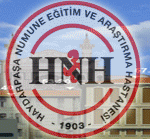 HAYDARPAŞA NUMUNE EĞİTİM VE ARAŞTIRMA HASTANESİ
HNH
- 1903 -